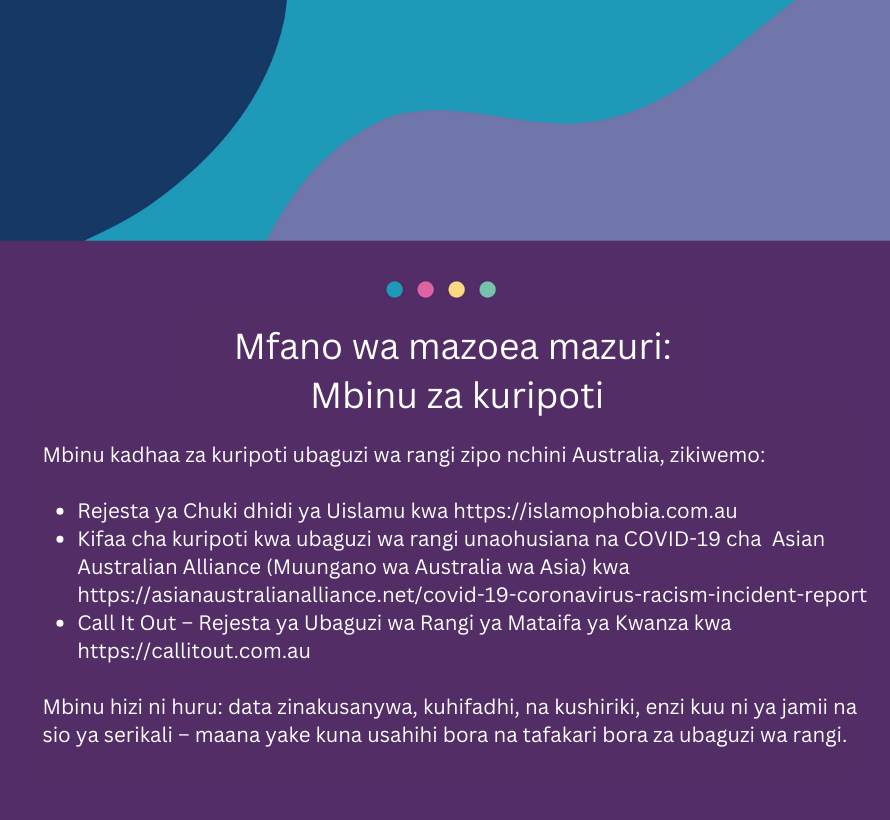 Mfano wa mazoea mazuri:
Mbinu za kuripoti
Mbinu kadhaa za kuripoti ubaguzi wa rangi zipo nchini Australia, zikiwemo:
• Rejesta ya Chuki dhidi ya Uislamu kwa https://islamophobia.com.au
• Kifaa cha kuripoti kwa ubaguzi wa rangi unaohusiana na COVID-19 cha  Asian
Australian Alliance (Muungano wa Australia wa Asia) kwa
https://asianaustralianalliance.net/covid-19-coronavirus-racism-incident-report
• Call It Out – Rejesta ya Ubaguzi wa Rangi ya Mataifa ya Kwanza kwa
https://callitout.com.au
Mbinu hizi ni huru: data zinakusanywa, kuhifadhi, na kushiriki, enzi kuu ni ya jamii na
sio ya serikali – maana yake kuna usahihi bora na tafakari bora za ubaguzi wa rangi.